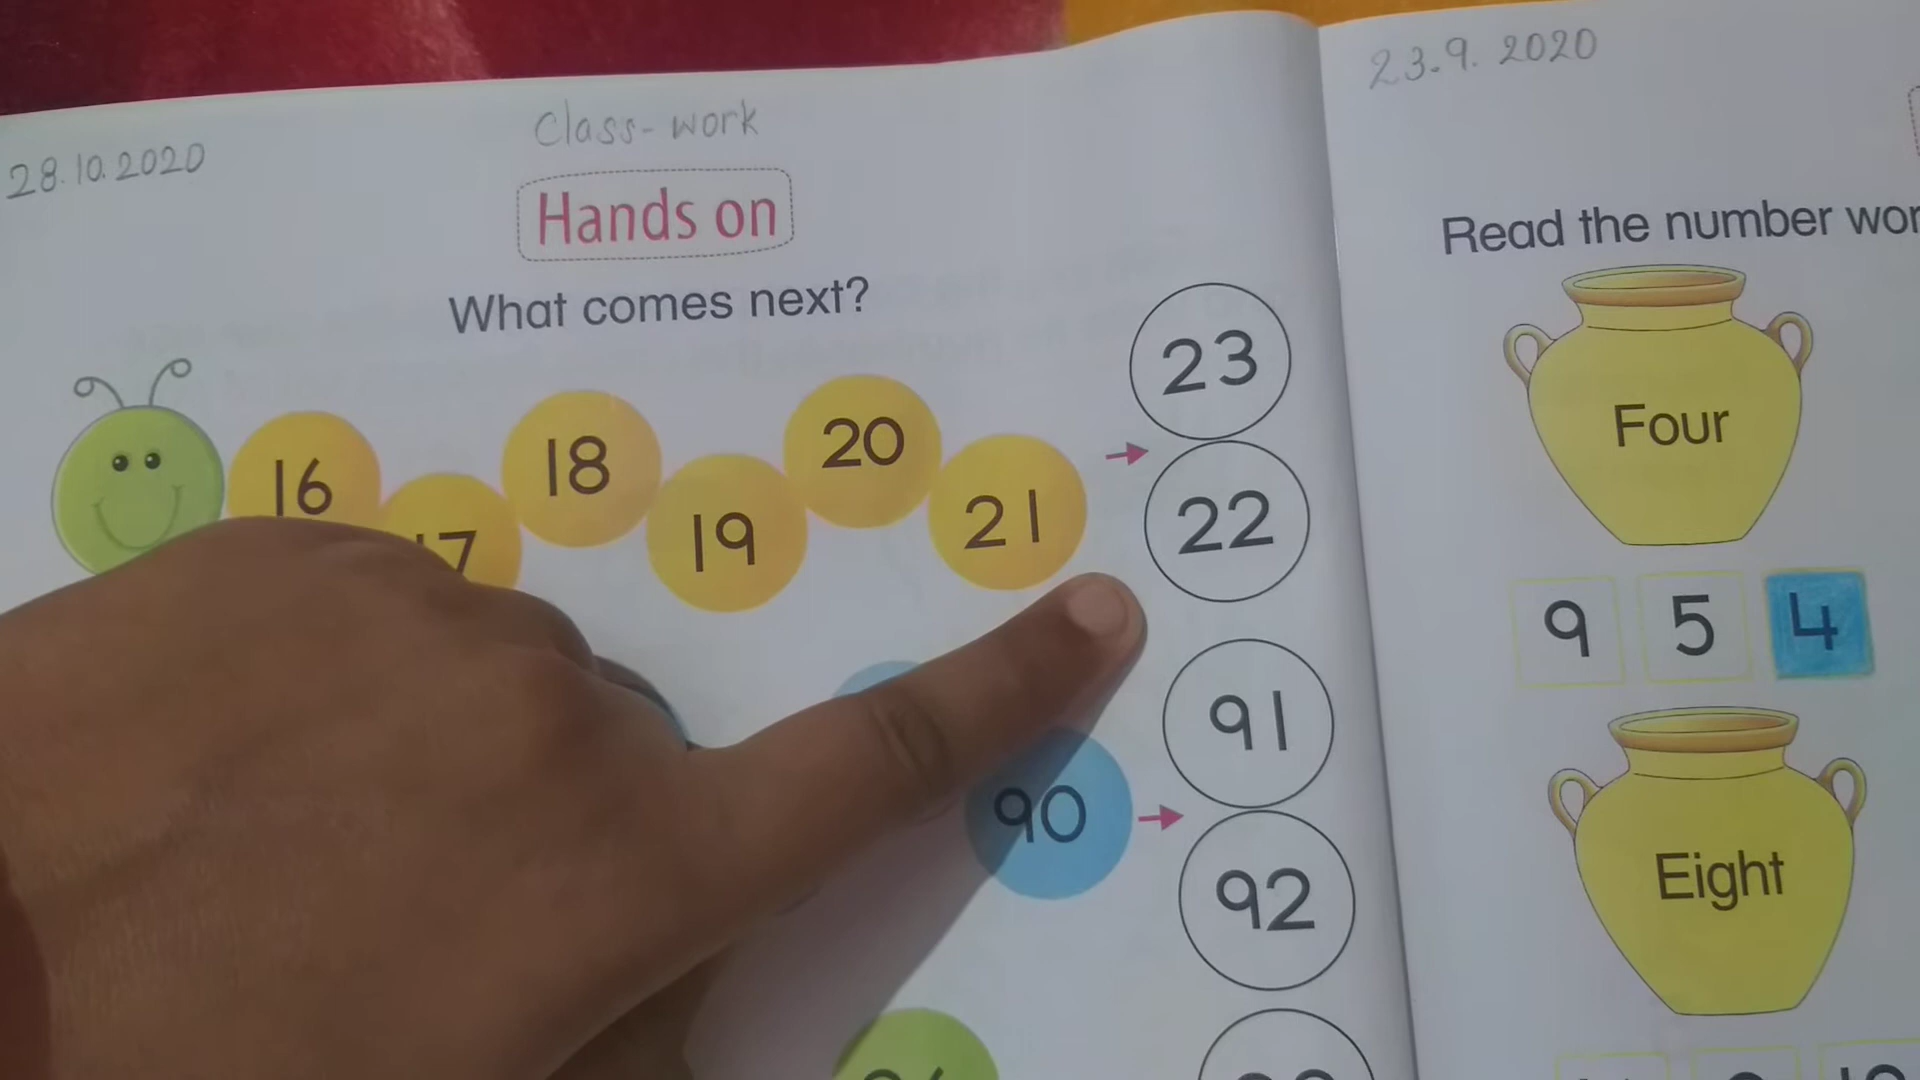 28.10.2020
Class-work
Hands on
What comes next?
16 17 18 19 20 21
23
22
90
91
92
23.9.2020
Read the number
Four
9 5 4
Eight